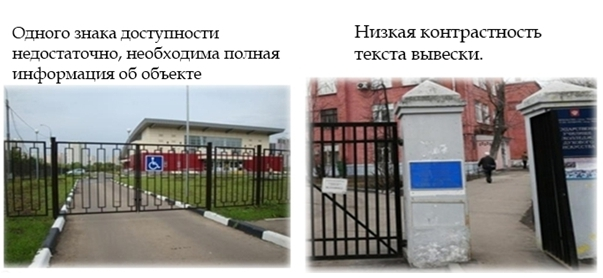 Одного знака доступности
недостаточно, необходима полная
информация об объекте
Низкая контрастность
текста вывески.